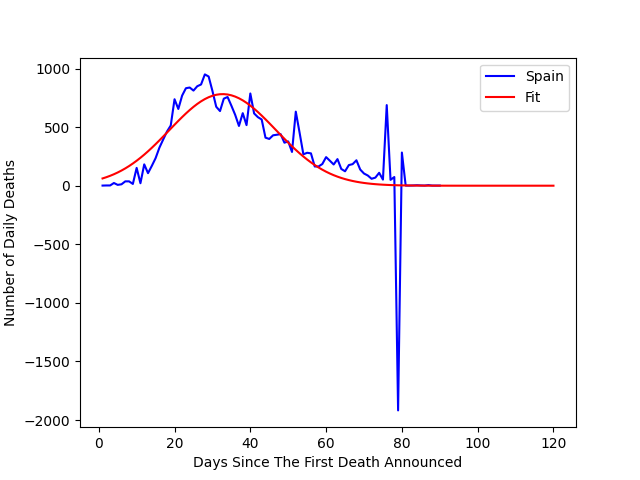 1000
500
0
−500
−1000
−1500
−2000
Number of Daily Deaths
Spain
Fit
0 20 40 60 80 100 120
Days Since The First Death Announced